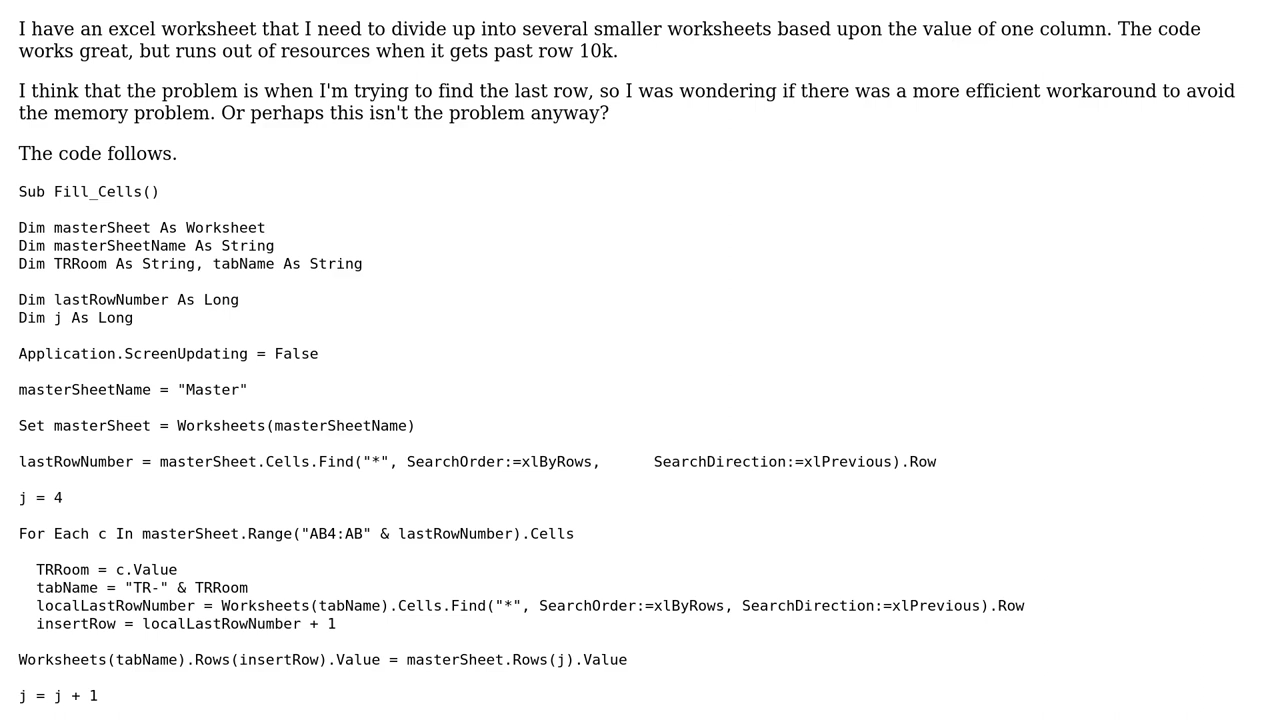 I have an excel worksheet that I need to divide up into several smaller worksheets based upon the value of one column. The code
works great, but runs out of resources when it gets past row 10k.
I think that the problem is when I'm trying to find the last row, so I was wondering if there was a more efficient workaround to avoid
the memory problem. Or perhaps this isn't the problem anyway?
The code follows.
Sub Fill_Cells()
Dim masterSheet As Worksheet
Dim masterSheetName As String
Dim TRRoom As String, tabName As String
Dim lastRowNumber As Long
Dim j As Long
Application.ScreenUpdating = False
masterSheetName = "Master"
Set masterSheet = Worksheets(masterSheetName)
lastRowNumber = masterSheet.Cells.Find("*", SearchOrder:=xlByRows,      SearchDirection:=xlPrevious).Row
j = 4
For Each c In masterSheet.Range("AB4:AB" & lastRowNumber).Cells
  TRRoom = c.Value
  tabName = "TR-" & TRRoom
  localLastRowNumber = Worksheets(tabName).Cells.Find("*", SearchOrder:=xlByRows, SearchDirection:=xlPrevious).Row
  insertRow = localLastRowNumber + 1
Worksheets(tabName).Rows(insertRow).Value = masterSheet.Rows(j).Value
j = j + 1